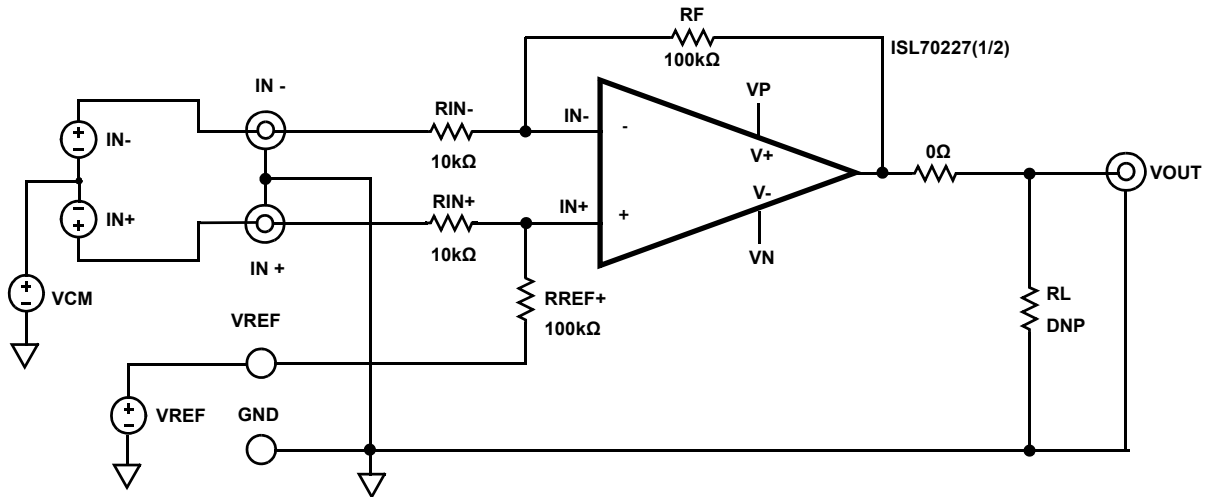 RF
100kΩ
ISL70227(1/2)
IN -
VP
IN-
RIN-
IN-
-
10kΩ
V+
0Ω
VOUT
V-
IN+
RIN+
IN+
+
10kΩ
VN
IN +
VCM
RREF+
100kΩ
RL
DNP
VREF
VREF
GND